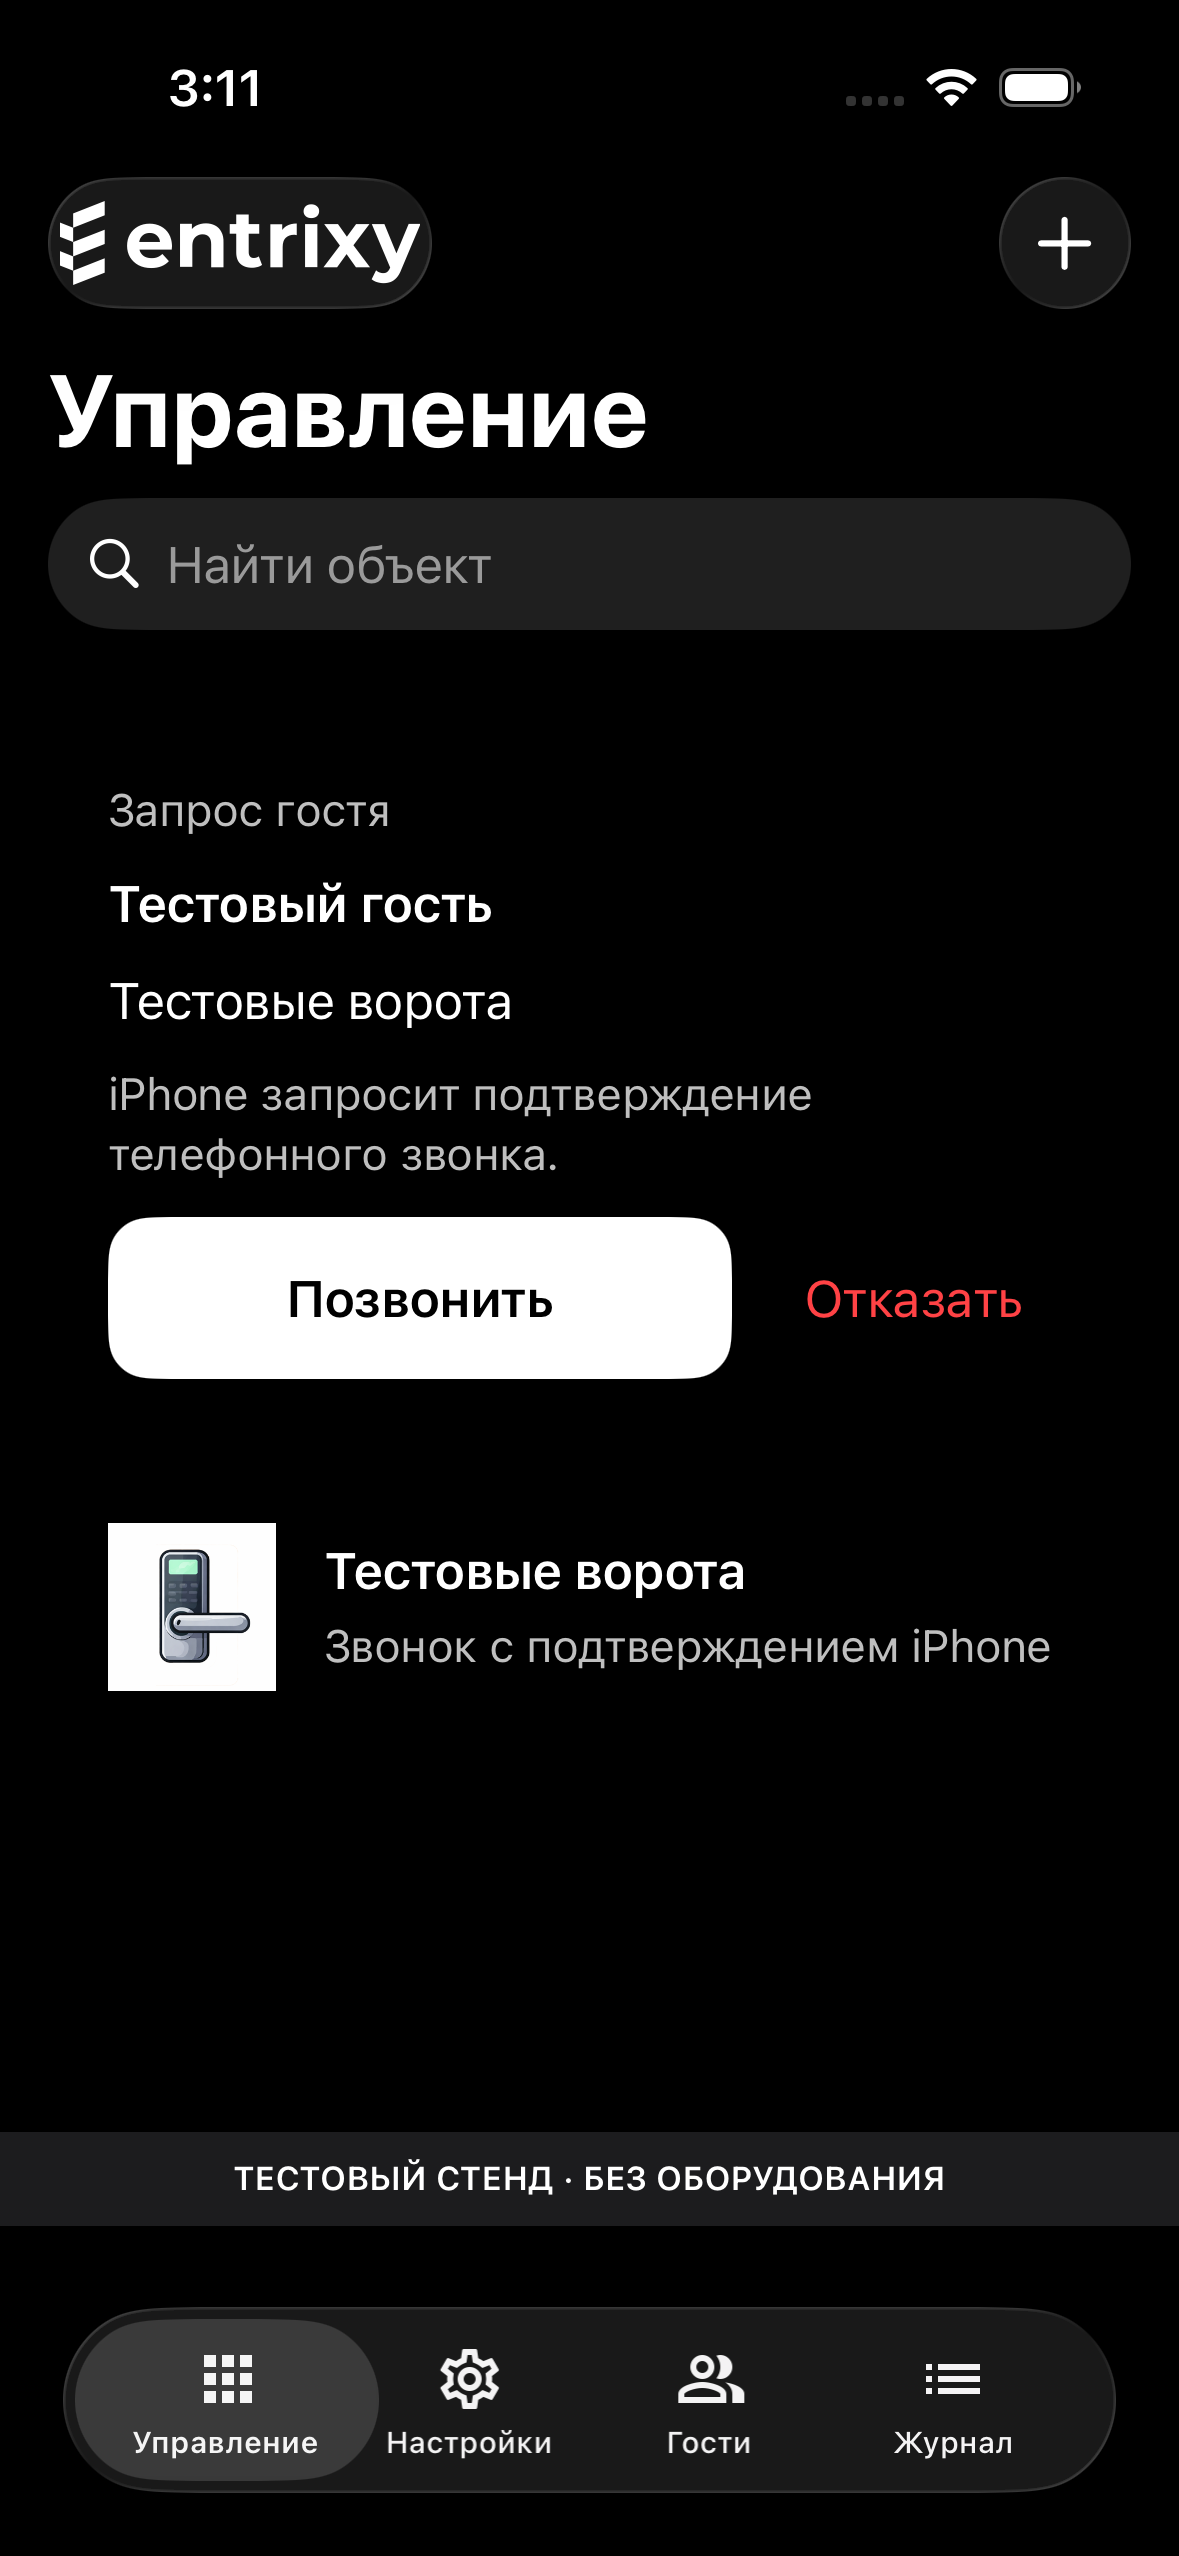 3:11
entrixy
Управление
Найти объект
Запрос гостя
Тестовый гость
Тестовые ворота
iPhone запросит подтверждение
телефонного звонка.
Позвонить
Отказать
Тестовые ворота
Звонок с подтверждением iPhone
ТЕСТОВЫЙ СТЕНД · БЕЗ ОБОРУДОВАНИЯ
Управление
Настройки
Гости
Журнал